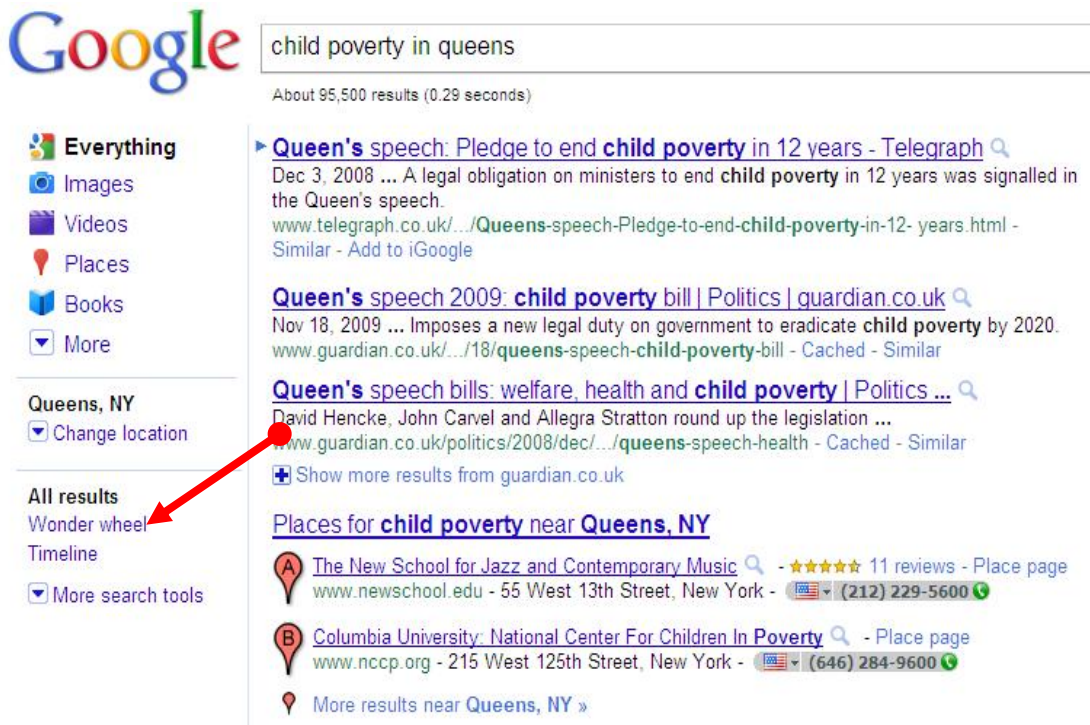 Google
child poverty in queens
About 95,500 results (0.29 seconds)
Everything
Images
Videos
Places
Books
More
Queens, NY
Change location
All results
Wonder wheel
Timeline
More search tools
Queen's speech: Pledge to end child poverty in 12 years - Telegraph
Dec 3, 2008 ... A legal obligation on ministers to end child poverty in 12 years was signalled in
the Queen's speech.
www.telegraph.co.uk/.../Queens-speech-Pledge-to-end-child-poverty-in-12- years.html -
Similar - Add to iGoogle
Queen's speech 2009: child poverty bill | Politics | guardian.co.uk
Nov 18, 2009 ... Imposes a new legal duty on government to eradicate child poverty by 2020.
www.guardian.co.uk/.../18/queens-speech-child-poverty-bill - Cached - Similar
Queen's speech bills: welfare, health and child poverty | Politics ...
David Hencke, John Carvel and Allegra Stratton round up the legislation ...
www.guardian.co.uk/politics/2008/dec/.../queens-speech-health - Cached - Similar
Show more results from guardian.co.uk
Places for child poverty near Queens, NY
A The New School for Jazz and Contemporary Music - 11 reviews - Place page
www.newschool.edu - 55 West 13th Street, New York - (212) 229-5600
B Columbia University: National Center For Children In Poverty - Place page
www.nccp.org - 215 West 125th Street, New York - (646) 284-9600
More results near Queens, NY »